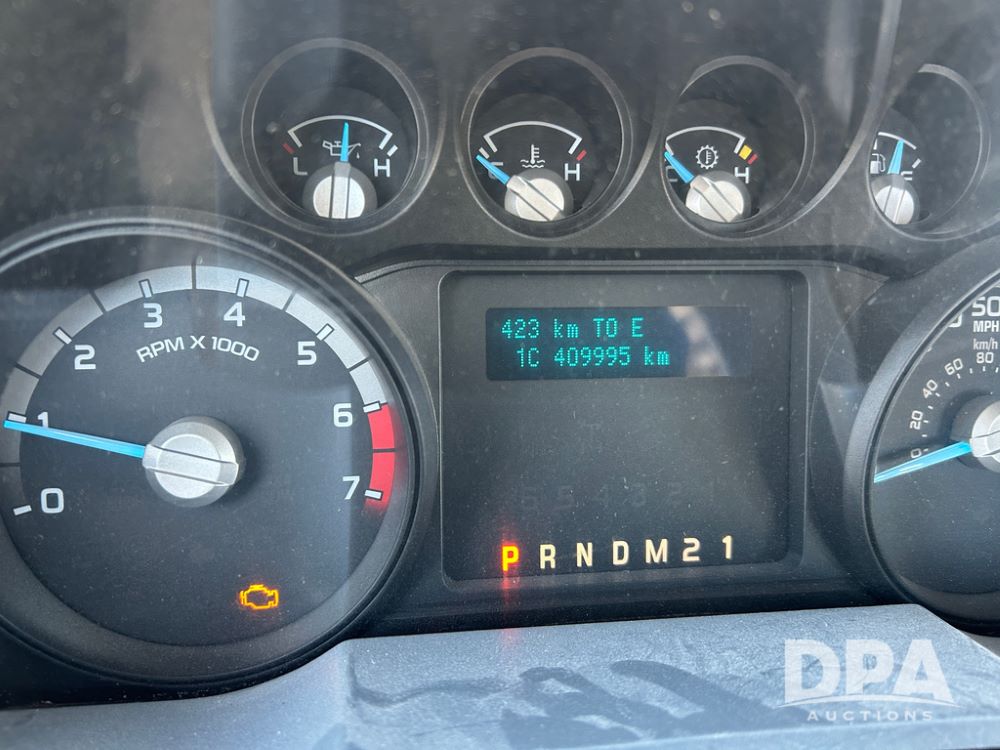 L H
C H
C H
E
0 1 2 3 4 5 6 7
RPM X 1000
423 km TO E
1C 409995 km
P R N D M 2 1
50
MPH
km/h
0 20 40 60 80
DPA
AUCTIONS